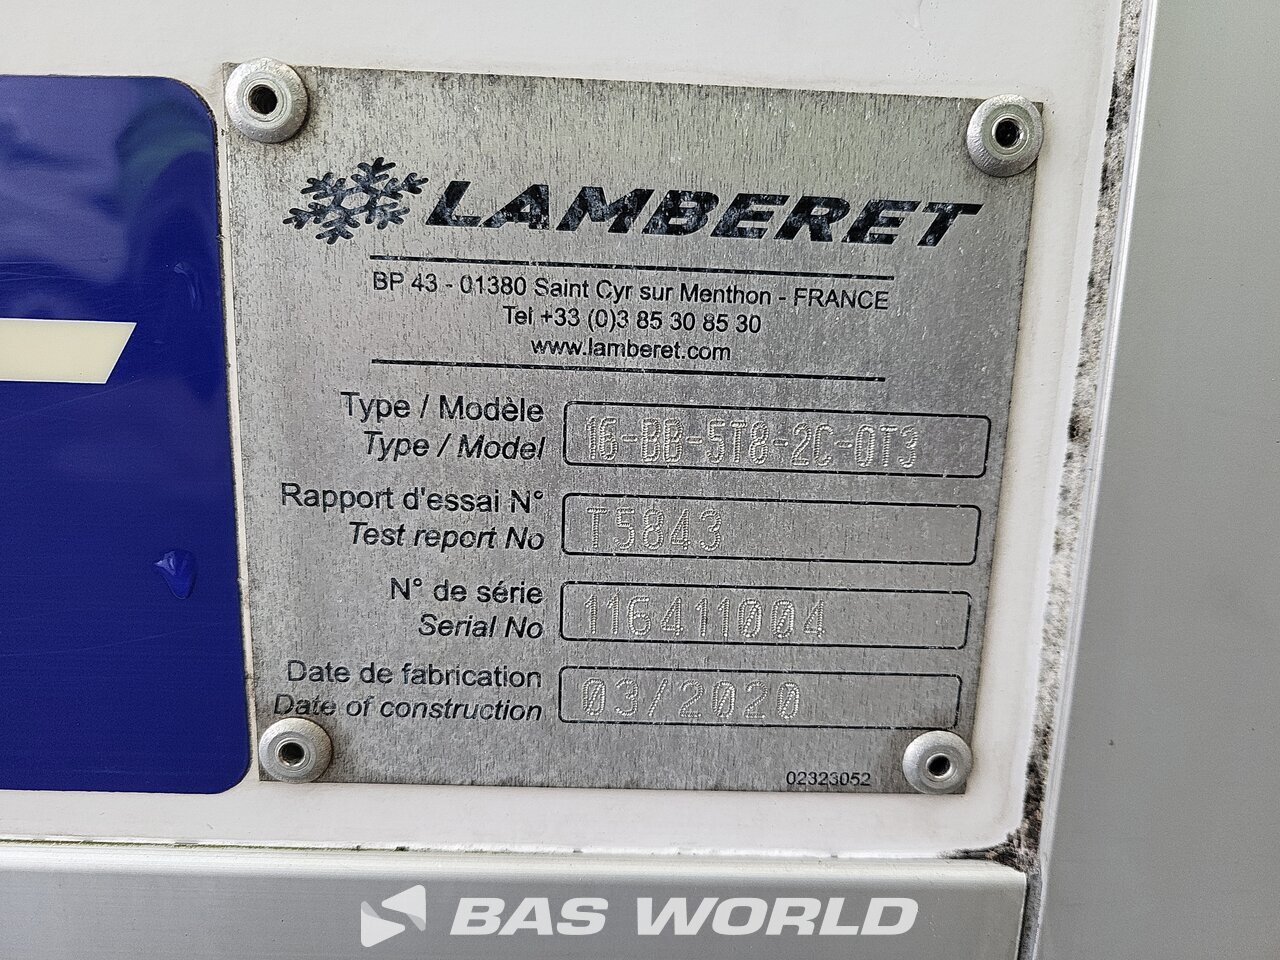 LAMBERET
BP 43 - 01380 Saint Cyr sur Menthon - FRANCE
Tel +33 (0)3 85 30 85 30
www.lamberet.com
Type / Modèle
Type / Model
16-BB-5T8-2C-0T3
Rapport d'essai N°
Test report No
T5843
N° de série
Serial No
116411004
Date de fabrication
Date of construction
03/2020
02323052
BAS WORLD